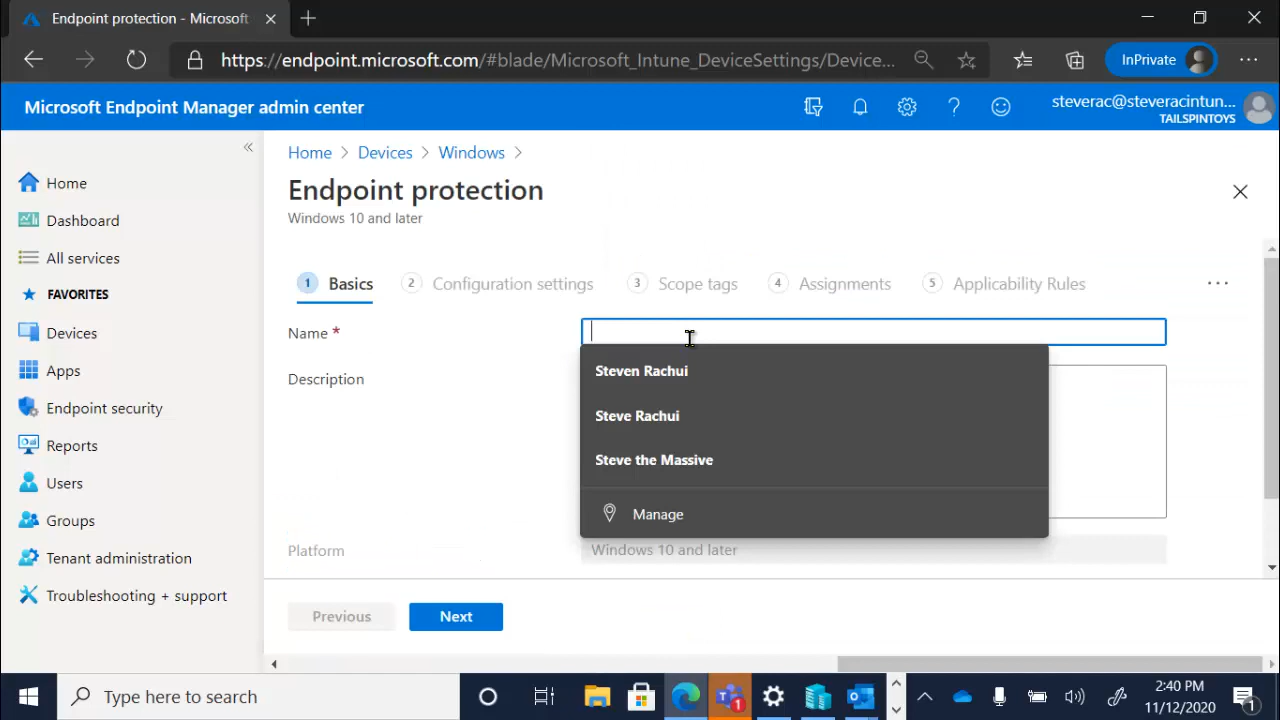 Endpoint protection - Microsoft
https://endpoint.microsoft.com/#blade/Microsoft_Intune_DeviceSettings/Device...
InPrivate
Microsoft Endpoint Manager admin center
steverac@steveracintun...
TAILSPINTOYS
Home
Dashboard
All services
FAVORITES
Devices
Apps
Endpoint security
Reports
Users
Groups
Tenant administration
Troubleshooting + support
Home > Devices > Windows >
Endpoint protection
Windows 10 and later
1 Basics 2 Configuration settings 3 Scope tags 4 Assignments 5 Applicability Rules ...
Name *
Steven Rachui
Steve Rachui
Steve the Massive
Manage
Description
Platform
Windows 10 and later
Previous
Next
Type here to search
1
2:40 PM
11/12/2020
1